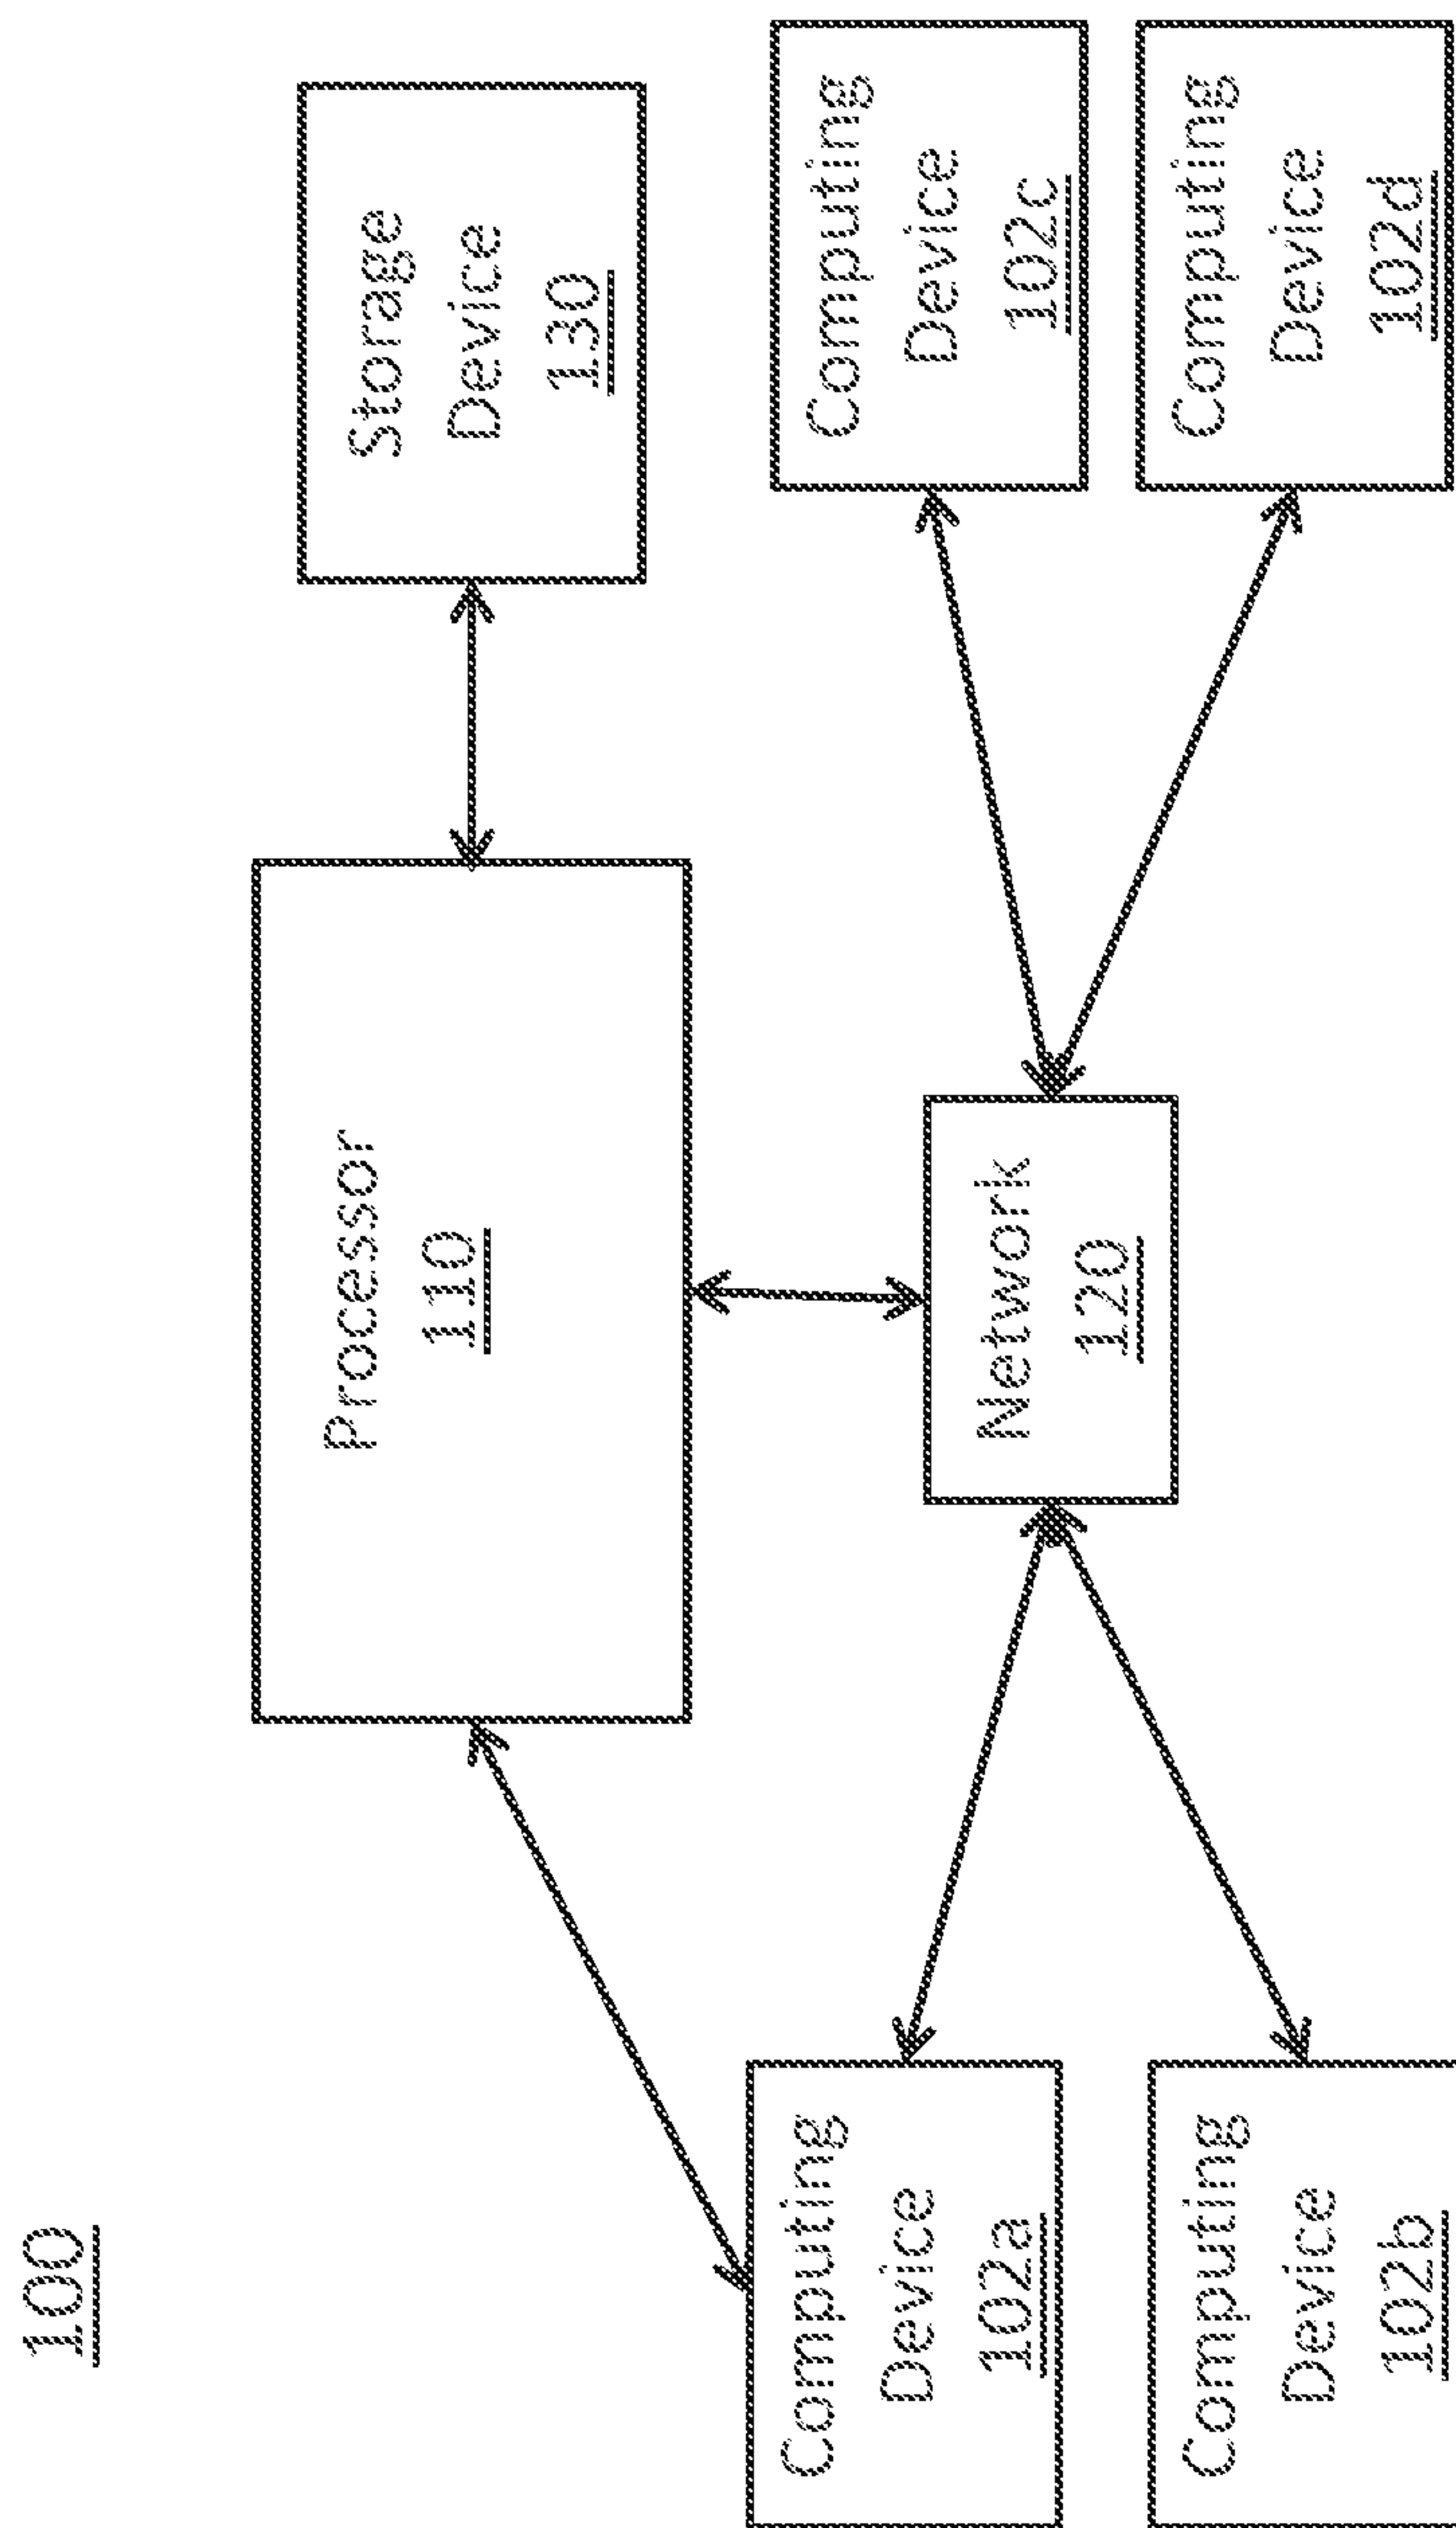 100
Processor
110
Storage
Device
130
Computing
Device
102a
Network
120
Computing
Device
102c
Computing
Device
102b
Computing
Device
102d